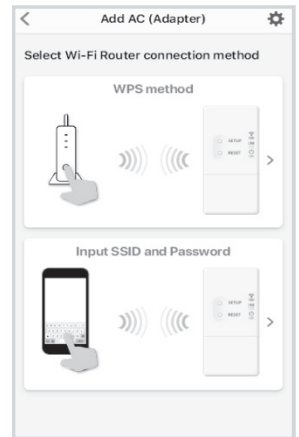 Add AC (Adapter)
Select Wi-Fi Router connection method
WPS method
SETUP
RESET
Input SSID and Password
SETUP
RESET